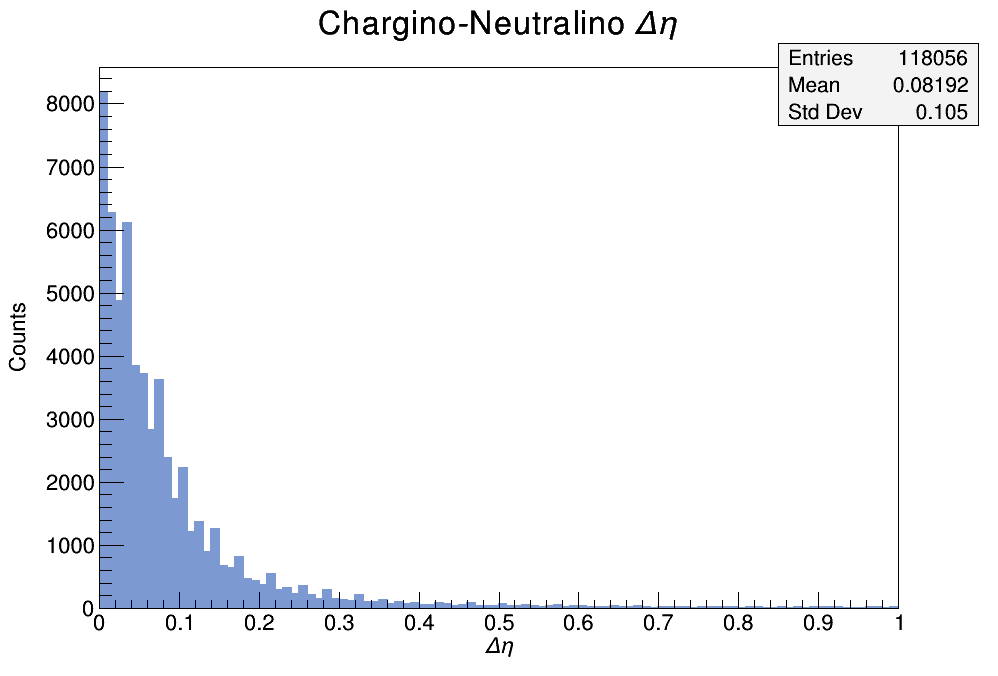 Chargino-Neutralino Δη
Entries 118056
Mean 0.08192
Std Dev 0.105
Counts
8000
7000
6000
5000
4000
3000
2000
1000
0
0 0.1 0.2 0.3 0.4 0.5 0.6 0.7 0.8 0.9 1
Δη